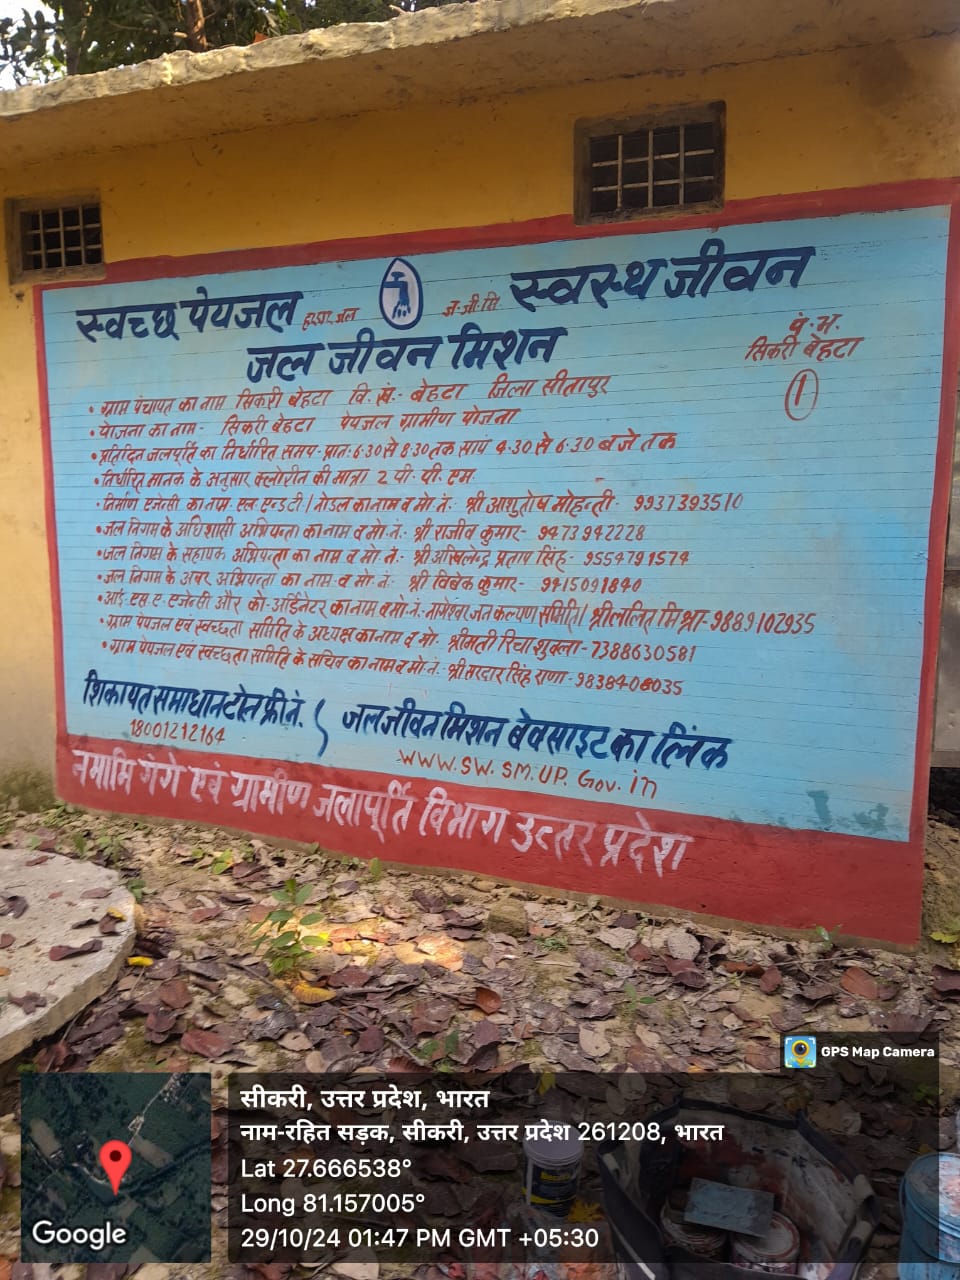 स्वच्छ पेयजल हर घर जल ज.जी.मि स्वस्थ जीवन
जल जीवन मिशन
वं.भ.
सिकरी बेहटा
1
• ग्राम पंचायत का नाम सिकरी बेहटा वि. खं.- बेहटा जिला सीतापुर
• योजना का नाम- सिकरी बेहटा पेयजल ग्रामीण योजना
• प्रतिदिन जलपूर्ति का निर्धारित समय- प्रातः 6:30 से 8:30 तक सायं 4.30 से 6.30 बजे तक
• निर्धारित मानक के अनुसार क्लोरीन की मात्रा 2 पी. पी. एम.
• निर्माण एजेन्सी का नाम- एल एन्ड टी / नोडल का नाम व मो. नं- श्री आशुतोष मोहन्ती- 9937393510
• जल निगम के अधिशासी अभियन्ता का नाम व मो. नं:- श्री राजीव कुमार- 9473942228
• जल निगम के सहायक अभियन्ता का नाम व मो. नं:- श्री अखिलेन्द्र प्रताप सिंह- 9554791574
• जल निगम के अवर अभियन्ता का नाम व मो. नं:- श्री विवेक कुमार- 9415091840
• आई. एस. ए. एजेन्सी और को-आर्डिनेटर का नाम व मो. नं.- नागेश्वर जन कल्याण समिति / श्री ललित मिश्रा- 9889102935
• ग्राम पेयजल एवं स्वच्छता समिति के अध्यक्ष का नाम व मो. श्रीमती रिचा शुक्ला- 7388630581
• ग्राम पेयजल एवं स्वच्छता समिति के सचिव का नाम व मो. नं. श्री सरदार सिंह राणा- 9838408035
शिकायत समाधान टोल फ्री नं. जल जीवन मिशन वेवसाइट का लिंक
18001212164 www.sw.sm.up.Gov.in
नमामि गंगे एवं ग्रामीण जलापूर्ति विभाग उत्तर प्रदेश
GPS Map Camera
सीकरी, उत्तर प्रदेश, भारत
नाम-रहित सड़क, सीकरी, उत्तर प्रदेश 261208, भारत
Lat 27.666538°
Long 81.157005°
29/10/24 01:47 PM GMT +05:30
Google